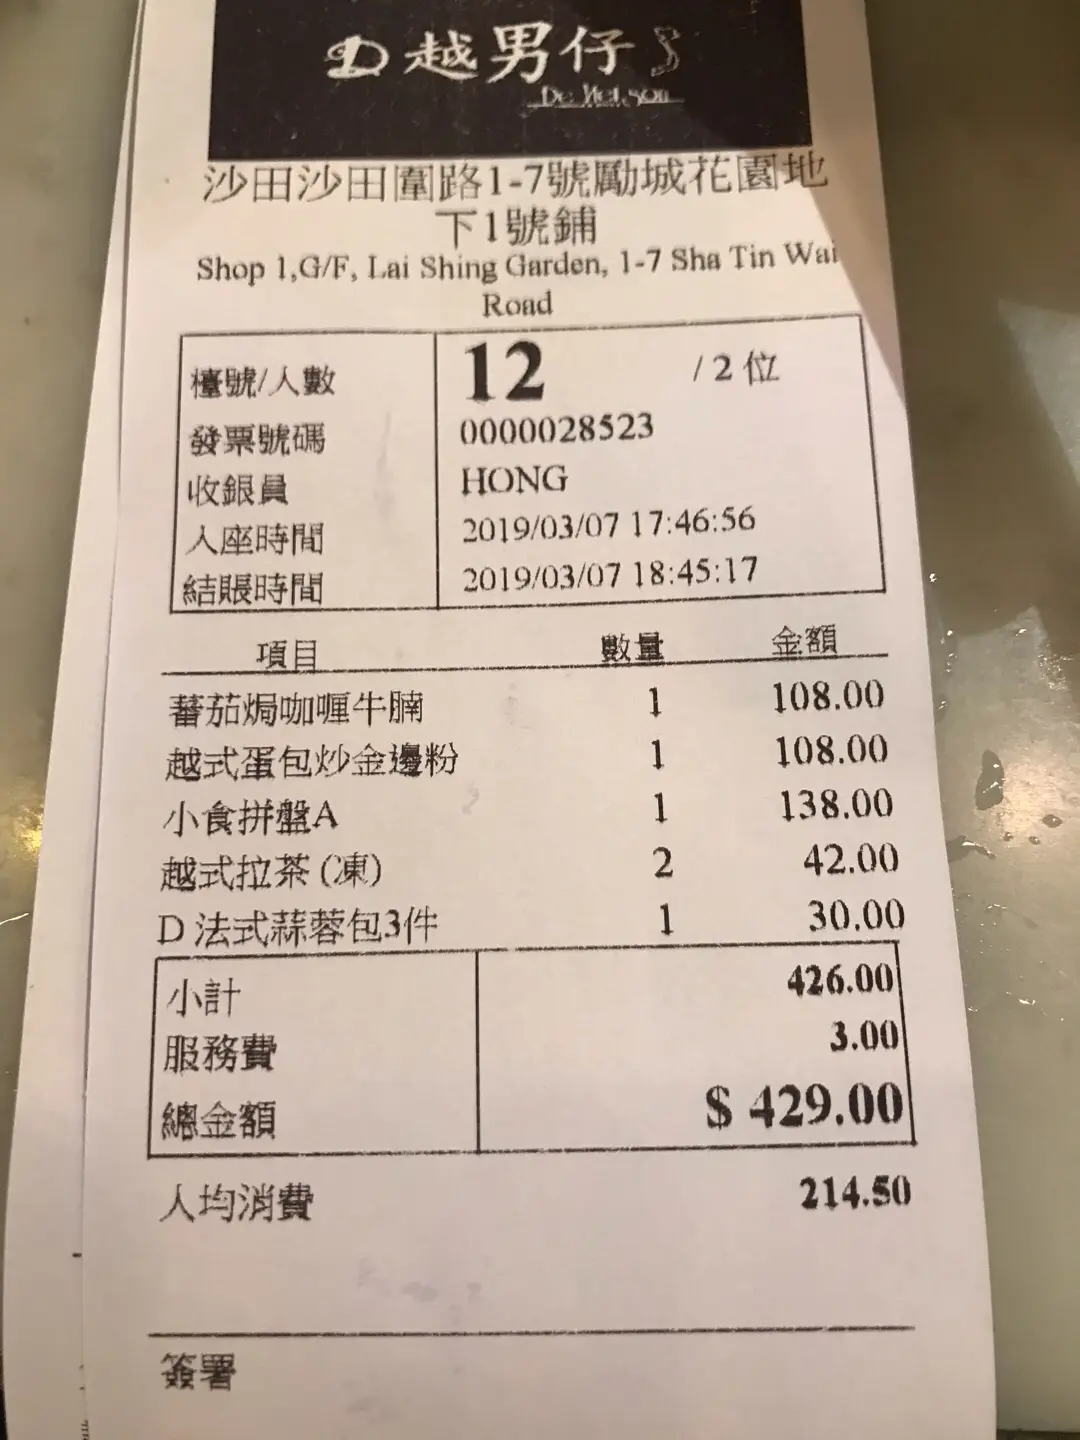 D 越男仔
De Viet son
沙田沙田圍路1-7號勵城花園地
下1號鋪
Shop 1,G/F, Lai Shing Garden, 1-7 Sha Tin Wai
Road
檯號/人數 12 / 2 位
發票號碼 0000028523
收銀員 HONG
入座時間 2019/03/07 17:46:56
結賬時間 2019/03/07 18:45:17
項目 數量 金額
蕃茄焗咖喱牛腩 1 108.00
越式蛋包炒金邊粉 1 108.00
小食拼盤A 1 138.00
越式拉茶 (凍) 2 42.00
D 法式蒜蓉包3件 1 30.00
小計 426.00
服務費 3.00
總金額 $ 429.00
人均消費 214.50
簽署